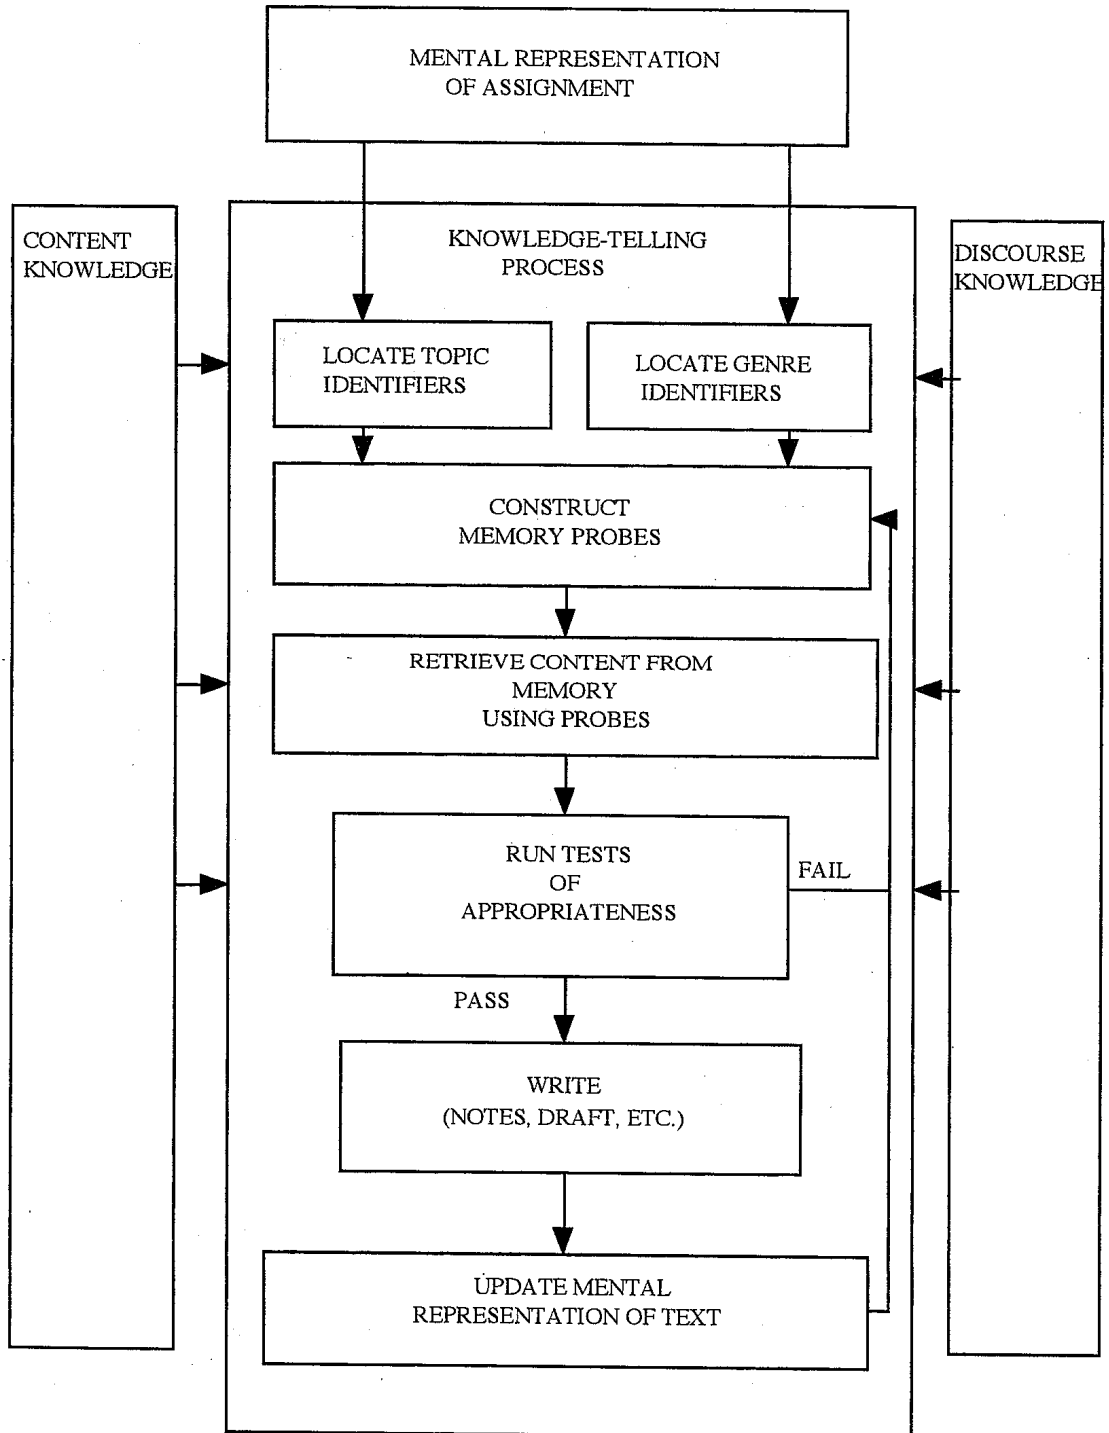 MENTAL REPRESENTATION
OF ASSIGNMENT
CONTENT
KNOWLEDGE
KNOWLEDGE-TELLING
PROCESS
DISCOURSE
KNOWLEDGE
LOCATE TOPIC
IDENTIFIERS
LOCATE GENRE
IDENTIFIERS
CONSTRUCT
MEMORY PROBES
RETRIEVE CONTENT FROM
MEMORY
USING PROBES
RUN TESTS
OF
APPROPRIATENESS
FAIL
PASS
WRITE
(NOTES, DRAFT, ETC.)
UPDATE MENTAL
REPRESENTATION OF TEXT